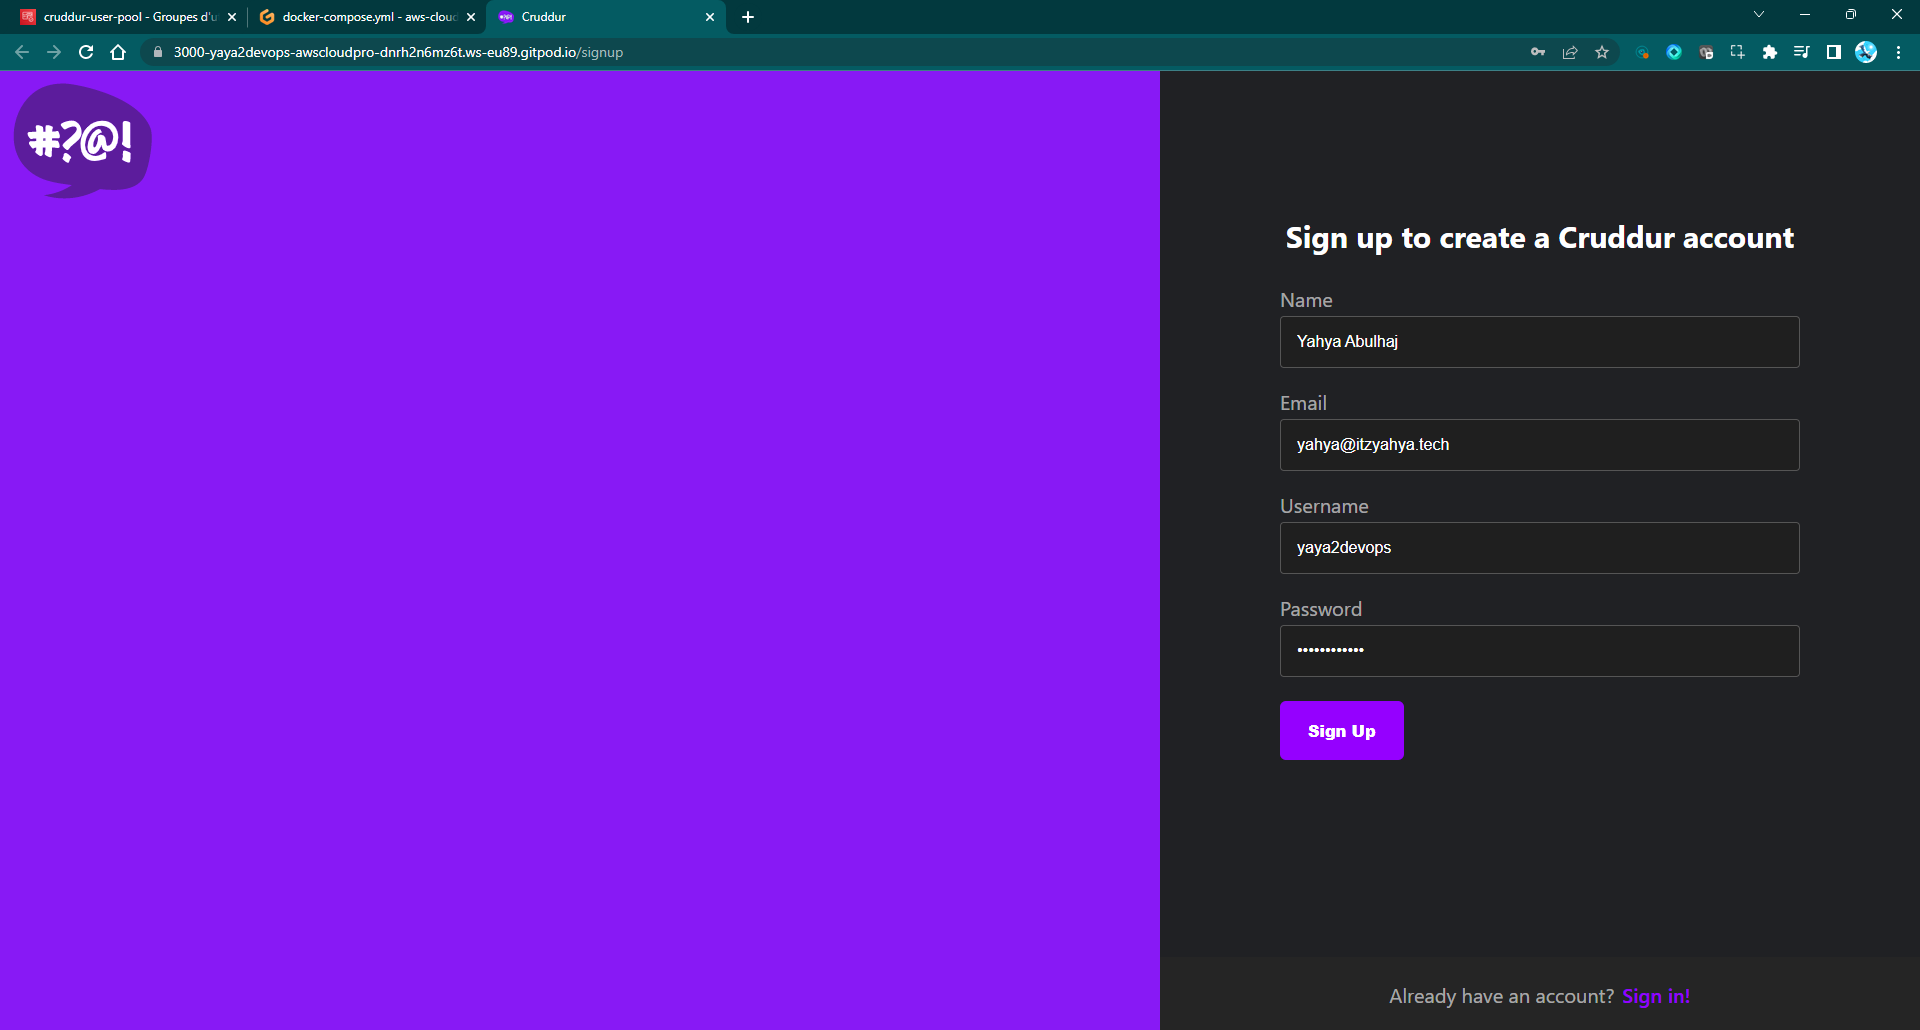 cruddur-user-pool - Groupes d'u
docker-compose.yml - aws-cloud
Cruddur
3000-yaya2devops-awscloudpro-dnrh2n6mz6t.ws-eu89.gitpod.io/signup
#?@!
Sign up to create a Cruddur account
Name
Yahya Abulhaj
Email
yahya@itzyahya.tech
Username
yaya2devops
Password
••••••••••••
Sign Up
Already have an account? Sign in!